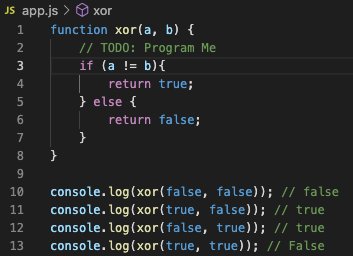 JS app.js > xor
1 function xor(a, b) {
2 // TODO: Program Me
3 if (a != b){
4 return true;
5 } else {
6 return false;
7 }
8 }
9
10 console.log(xor(false, false)); // false
11 console.log(xor(true, false)); // true
12 console.log(xor(false, true)); // true
13 console.log(xor(true, true)); // False